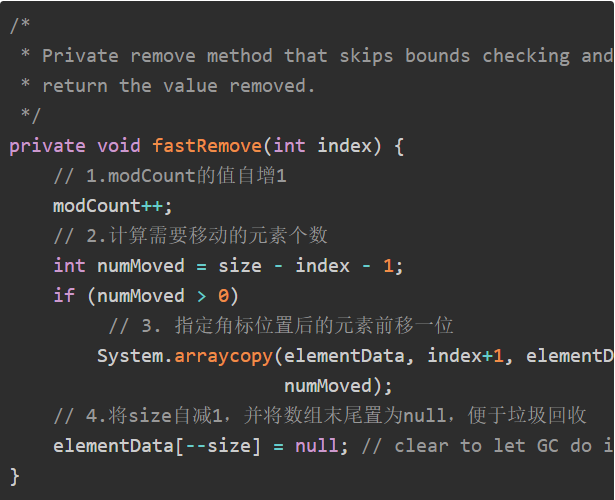 /*
 * Private remove method that skips bounds checking and
 * return the value removed.
 */
private void fastRemove(int index) {
    // 1.modCount的值自增1
    modCount++;
    // 2.计算需要移动的元素个数
    int numMoved = size - index - 1;
    if (numMoved > 0)
         // 3. 指定角标位置后的元素前移一位
        System.arraycopy(elementData, index+1, elementD
                         numMoved);
    // 4.将size自减1，并将数组末尾置为null，便于垃圾回收
    elementData[--size] = null; // clear to let GC do i
}